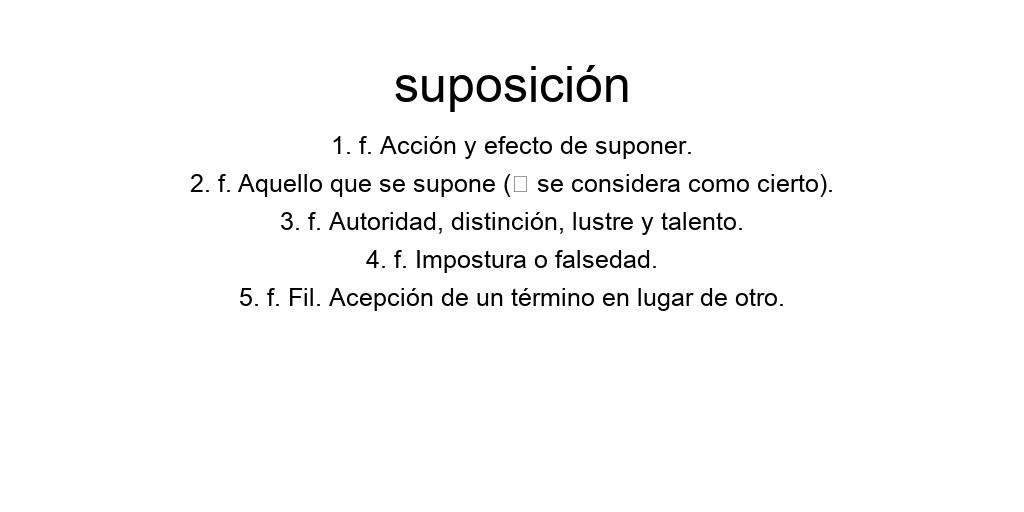 suposición
1. f. Acción y efecto de suponer.
2. f. Aquello que se supone (□ se considera como cierto).
3. f. Autoridad, distinción, lustre y talento.
4. f. Impostura o falsedad.
5. f. Fil. Acepción de un término en lugar de otro.